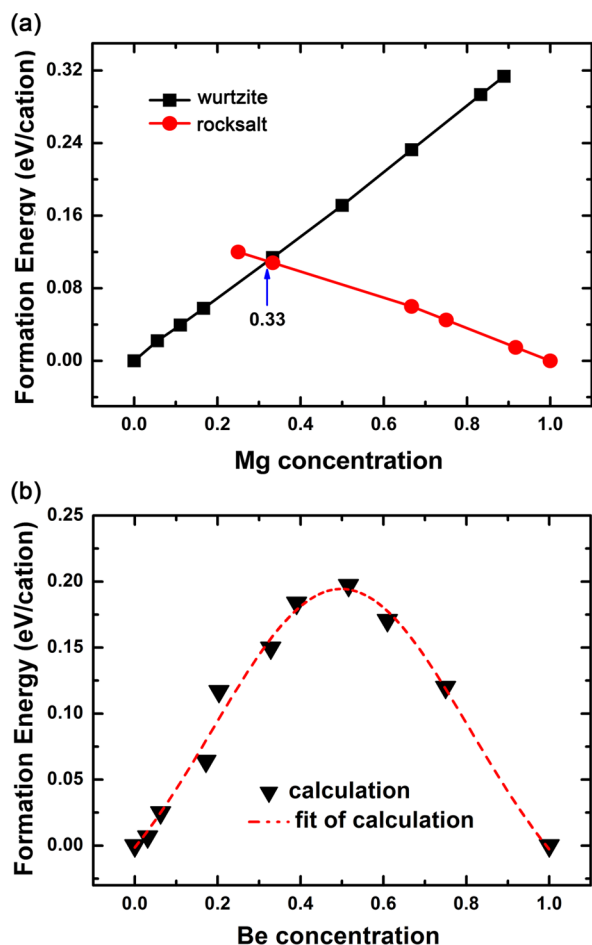 (a)
Formation Energy (eV/cation)
0.32
0.24
0.16
0.08
0.00
wurtzite
rocksalt
0.33
0.0 0.2 0.4 0.6 0.8 1.0
Mg concentration
(b)
Formation Energy (eV/cation)
0.25
0.20
0.15
0.10
0.05
0.00
calculation
fit of calculation
0.0 0.2 0.4 0.6 0.8 1.0
Be concentration